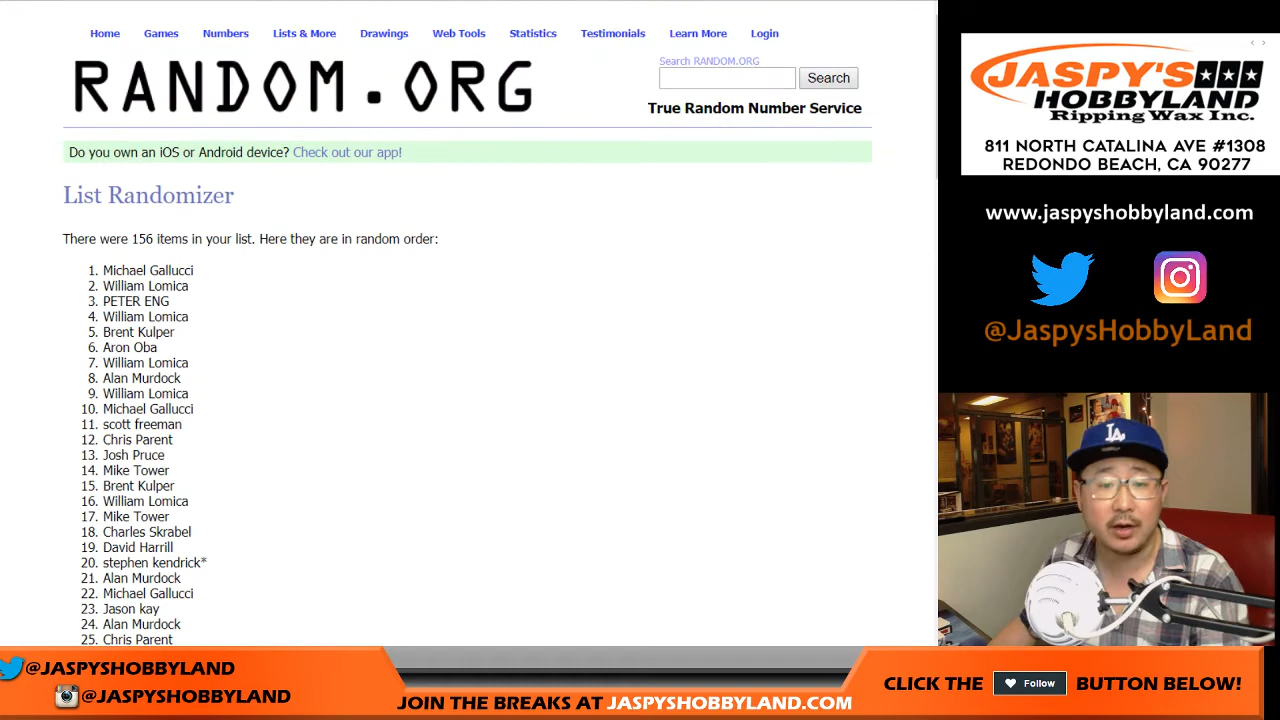 Home Games Numbers Lists & More Drawings Web Tools Statistics Testimonials Learn More Login
RANDOM.ORG
Search RANDOM.ORG
Search
True Random Number Service
Do you own an iOS or Android device? Check out our app!
List Randomizer
There were 156 items in your list. Here they are in random order:
1. Michael Gallucci
2. William Lomica
3. PETER ENG
4. William Lomica
5. Brent Kulper
6. Aron Oba
7. William Lomica
8. Alan Murdock
9. William Lomica
10. Michael Gallucci
11. scott freeman
12. Chris Parent
13. Josh Pruce
14. Mike Tower
15. Brent Kulper
16. William Lomica
17. Mike Tower
18. Charles Skrabel
19. David Harrill
20. stephen kendrick*
21. Alan Murdock
22. Michael Gallucci
23. Jason kay
24. Alan Murdock
25. Chris Parent
JASPY'S
HOBBYLAND
Ripping Wax Inc.
811 NORTH CATALINA AVE #1308
REDONDO BEACH, CA 90277
www.jaspyshobbyland.com
@JaspysHobbyLand
LA
@JASPYSHOBBYLAND
@JASPYSHOBBYLAND
JOIN THE BREAKS AT JASPYSHOBBYLAND.COM
CLICK THE Follow BUTTON BELOW!